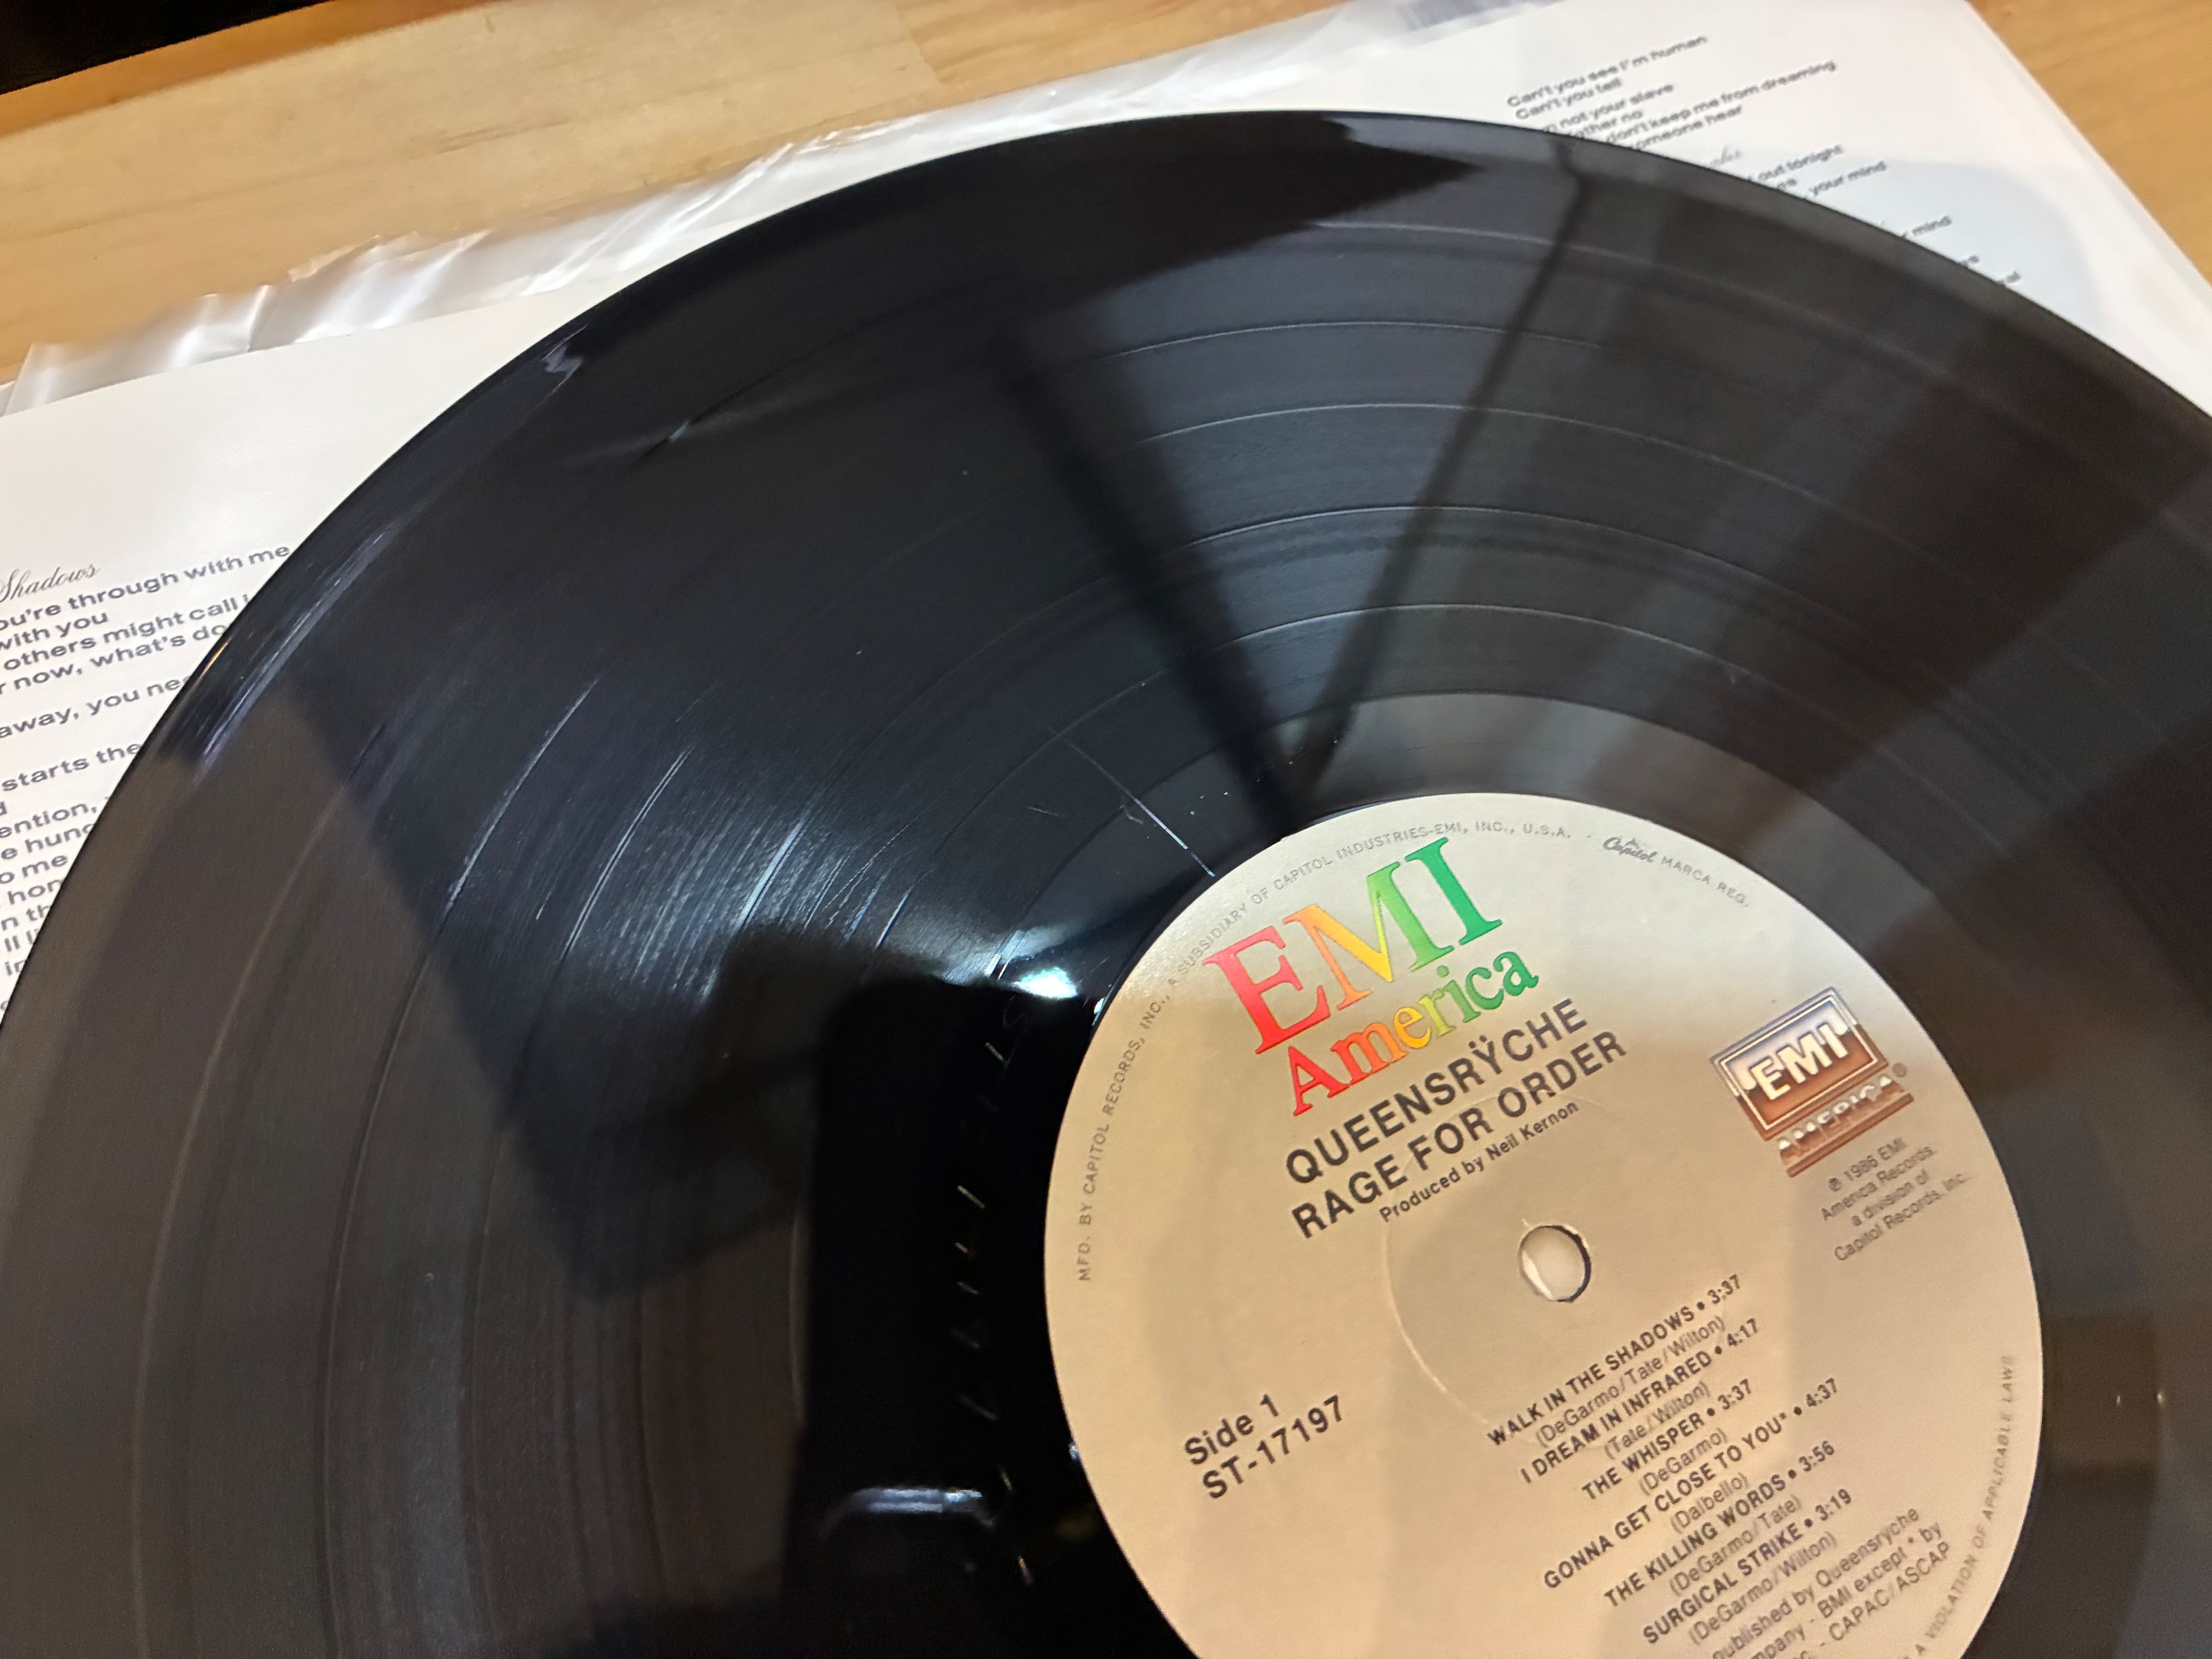 Can't you see I'm human
Can't you tell
not your slave
don't keep me from dreaming
someone hear
out tonight
your mind
mind
Shadows
you're through with me
with you
others might call
now, what's
away, you
starts the
MFD. BY CAPITOL RECORDS, INC., A SUBSIDIARY OF CAPITOL INDUSTRIES-EMI, INC., U.S.A. · Capitol MARCA REG.
EMI
America
QUEENSRŸCHE
RAGE FOR ORDER
Produced by Neil Kernon
EMI
AMERICA®
℗ 1986 EMI
America Records,
a division of
Capitol Records, Inc.
Side 1
ST-17197
WALK IN THE SHADOWS • 3:37
(DeGarmo/Tate/Wilton)
I DREAM IN INFRARED • 4:17
(Tate/Wilton)
THE WHISPER • 3:37
(DeGarmo)
GONNA GET CLOSE TO YOU* • 4:37
(Dalbello)
THE KILLING WORDS • 3:56
(DeGarmo/Tate)
SURGICAL STRIKE • 3:19
(DeGarmo/Wilton)
published by Queensryche
- BMI except * by
- CAPAC/ASCAP
A VIOLATION OF APPLICABLE LAWS